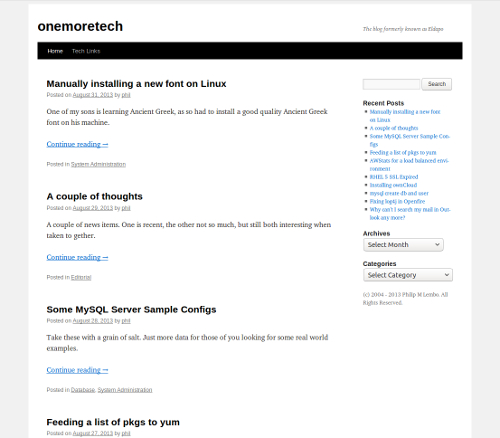 onemoretech
The blog formerly known as Eldapo
Home Tech Links
Manually installing a new font on Linux
Posted on August 31, 2013 by phil
One of my sons is learning Ancient Greek, as so had to install a good quality Ancient Greek
font on his machine.
Continue reading →
Posted in System Administration
A couple of thoughts
Posted on August 29, 2013 by phil
A couple of news items. One is recent, the other not so much, but still both interesting when
taken to gether.
Continue reading →
Posted in Editorial
Some MySQL Server Sample Configs
Posted on August 28, 2013 by phil
Take these with a grain of salt. Just more data for those of you looking for some real world
examples.
Continue reading →
Posted in Database, System Administration
Feeding a list of pkgs to yum
Posted on August 27, 2013 by phil
Search
Recent Posts
Manually installing a new font
on Linux
A couple of thoughts
Some MySQL Server Sample Con-
figs
Feeding a list of pkgs to yum
AWStats for a load balanced envi-
ronment
RHEL 5 SSL Expired
Installing ownCloud
mysql create db and user
Fixing log4j in Openfire
Why can't I search my mail in Out-
look any more?
Archives
Select Month
Categories
Select Category
(c) 2004 - 2013 Philip M Lembo. All
Rights Reserved.